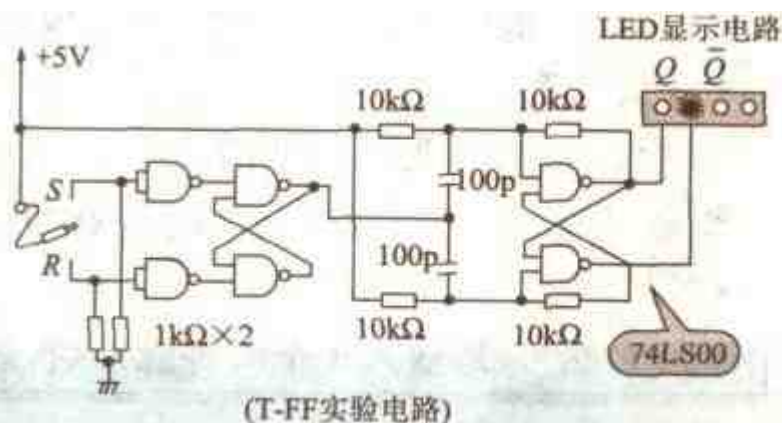 LED显示电路
+5V
Q Q̄
10kΩ
10kΩ
S
100p
R
100p
1kΩ×2
10kΩ
10kΩ
74LS00
(T-FF实验电路)